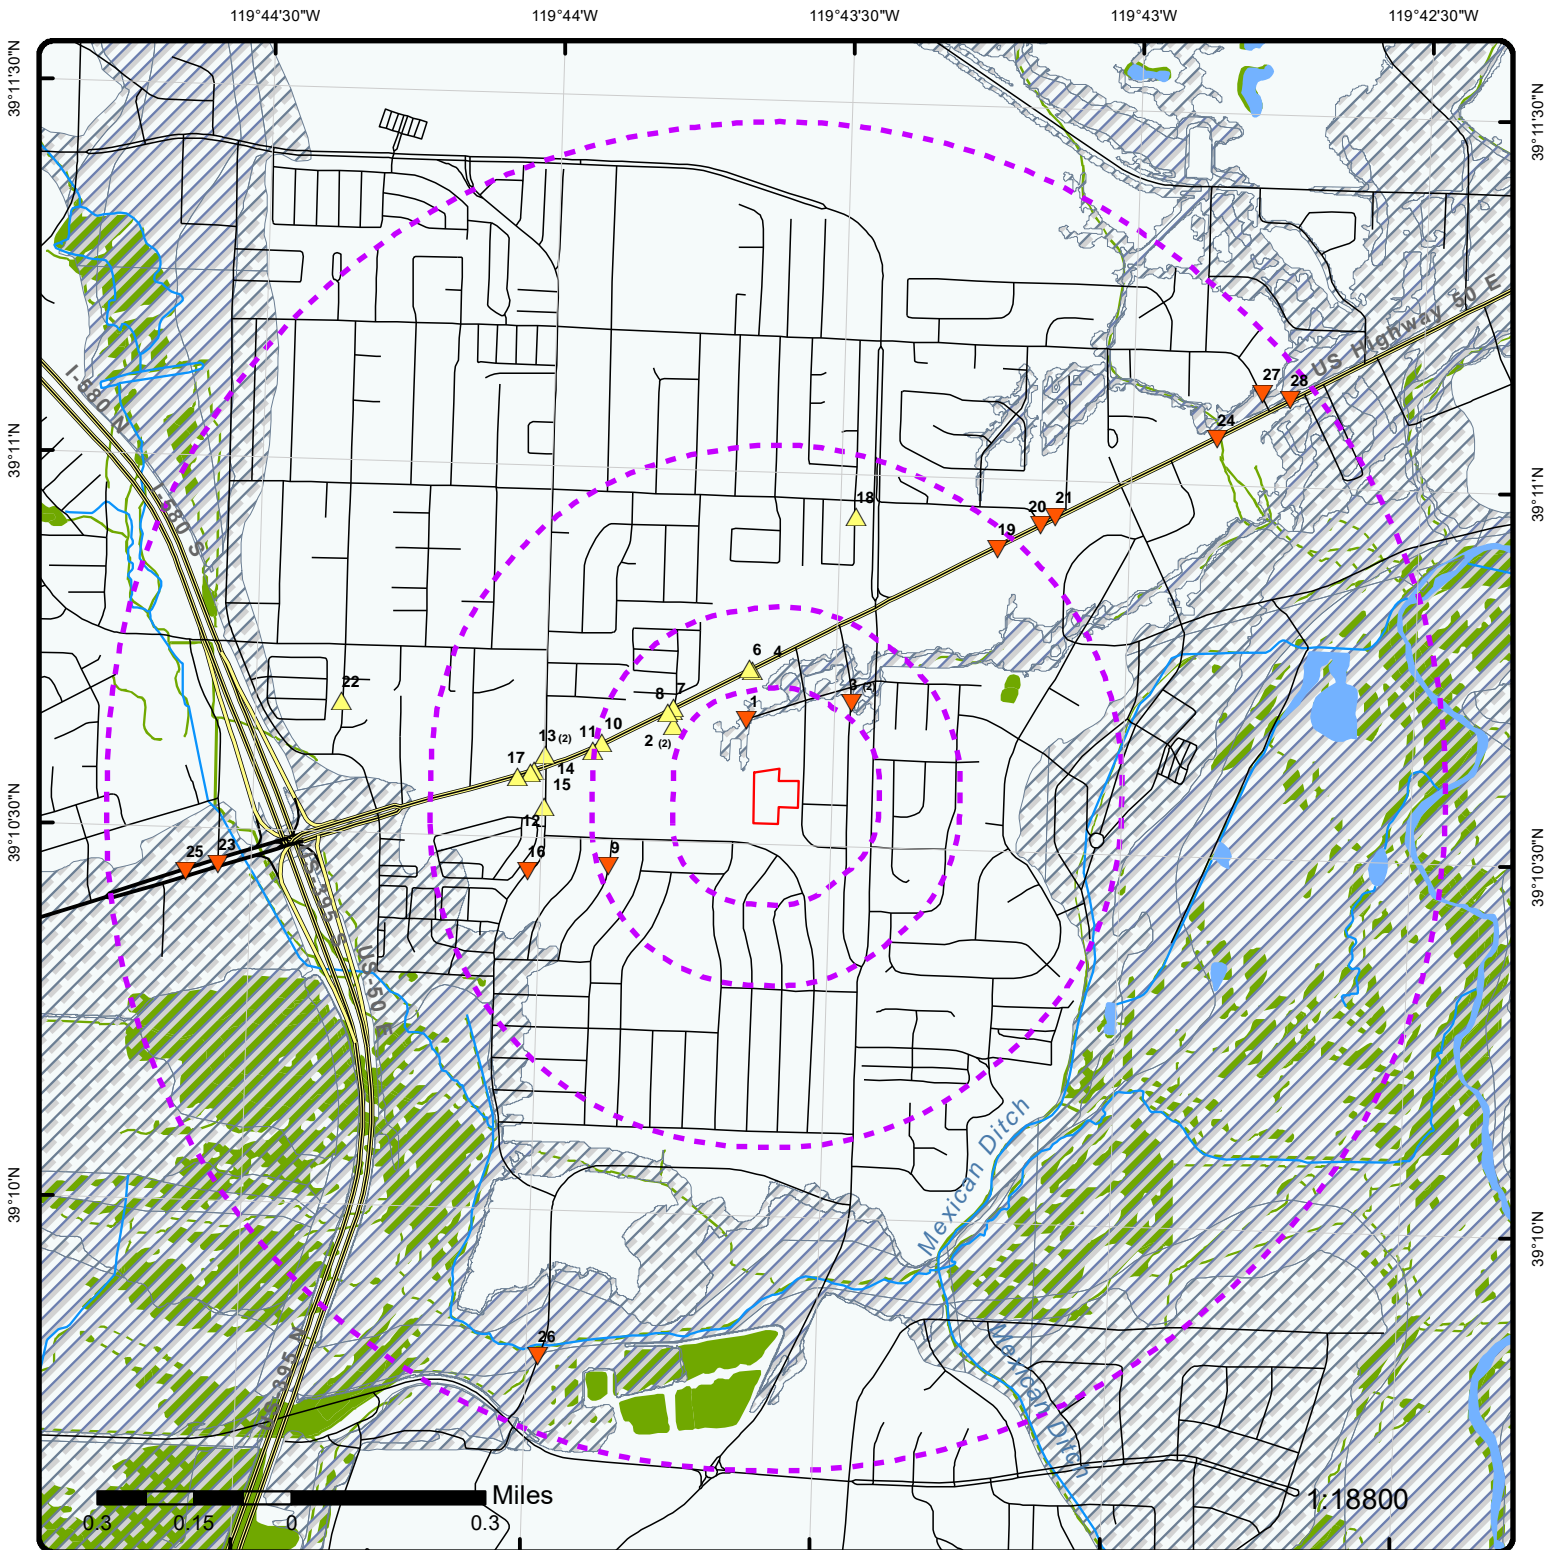 119°44'30"W 119°44'W 119°43'30"W 119°43'W 119°42'30"W
39°11'30"N
39°11'30"N
US Highway 50 E
I-580 N
27
28
24
39°11'N
39°11'N
I-580 S
18
20 21
19
6 4
22
8 7
3 (2)
1
10
11
2 (2)
13 (2)
17
14
15
12
39°10'30"N
39°10'30"N
25 23
16
9
US-395 S
US-50 E
Mexican Ditch
39°10'N
39°10'N
26
US-395 N
Mexican Ditch
Miles
0.3 0.15 0 0.3
1:18800